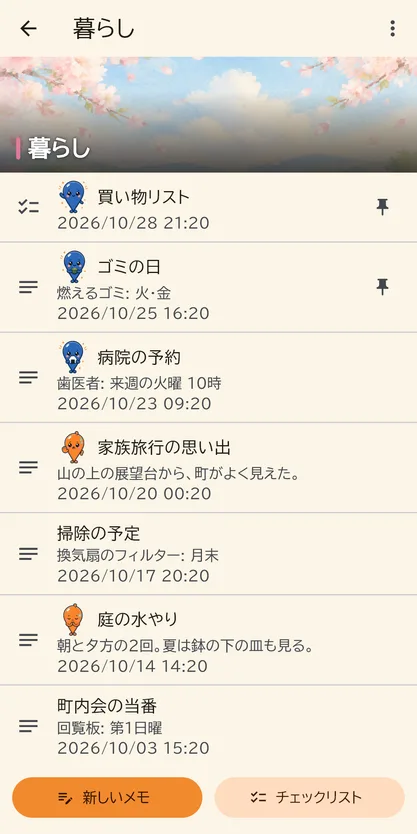 暮らし
暮らし
買い物リスト
2026/10/28 21:20
ゴミの日
燃えるゴミ: 火・金
2026/10/25 16:20
病院の予約
歯医者: 来週の火曜 10時
2026/10/23 09:20
家族旅行の思い出
山の上の展望台から、町がよく見えた。
2026/10/20 00:20
掃除の予定
換気扇のフィルター: 月末
2026/10/17 20:20
庭の水やり
朝と夕方の2回。夏は鉢の下の皿も見る。
2026/10/14 14:20
町内会の当番
回覧板: 第1日曜
2026/10/03 15:20
新しいメモ
チェックリスト